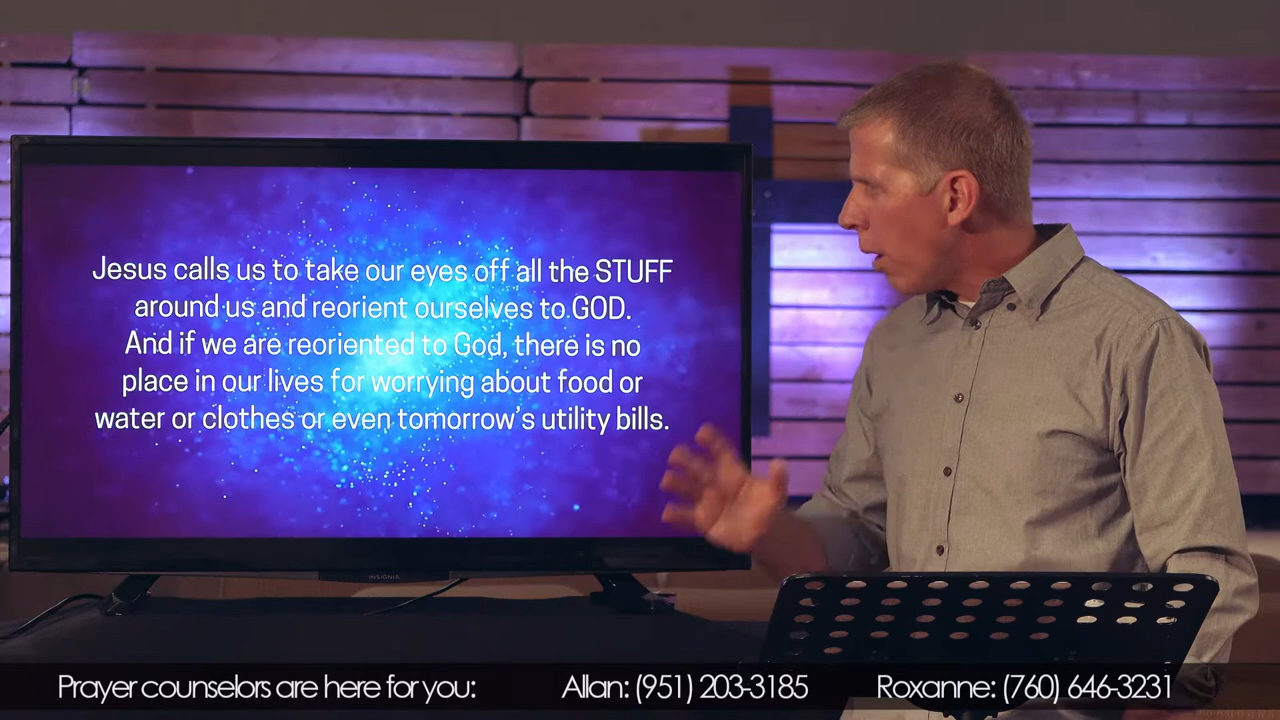 Jesus calls us to take our eyes off all the STUFF
around us and reorient ourselves to GOD.
And if we are reoriented to God, there is no
place in our lives for worrying about food or
water or clothes or even tomorrow's utility bills.
INSIGNIA
Prayer counselors are here for you: Allan: (951) 203-3185 Roxanne: (760) 646-3231